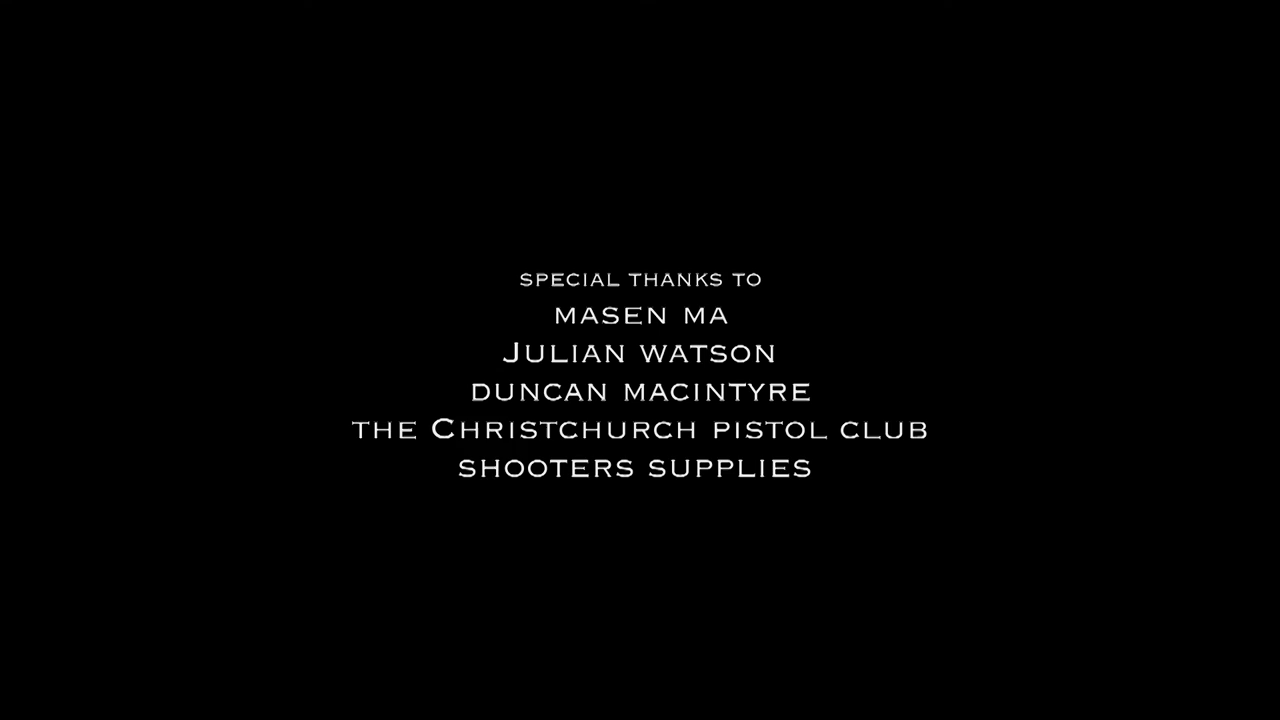 SPECIAL THANKS TO
MASEN MA
JULIAN WATSON
DUNCAN MACINTYRE
THE CHRISTCHURCH PISTOL CLUB
SHOOTERS SUPPLIES